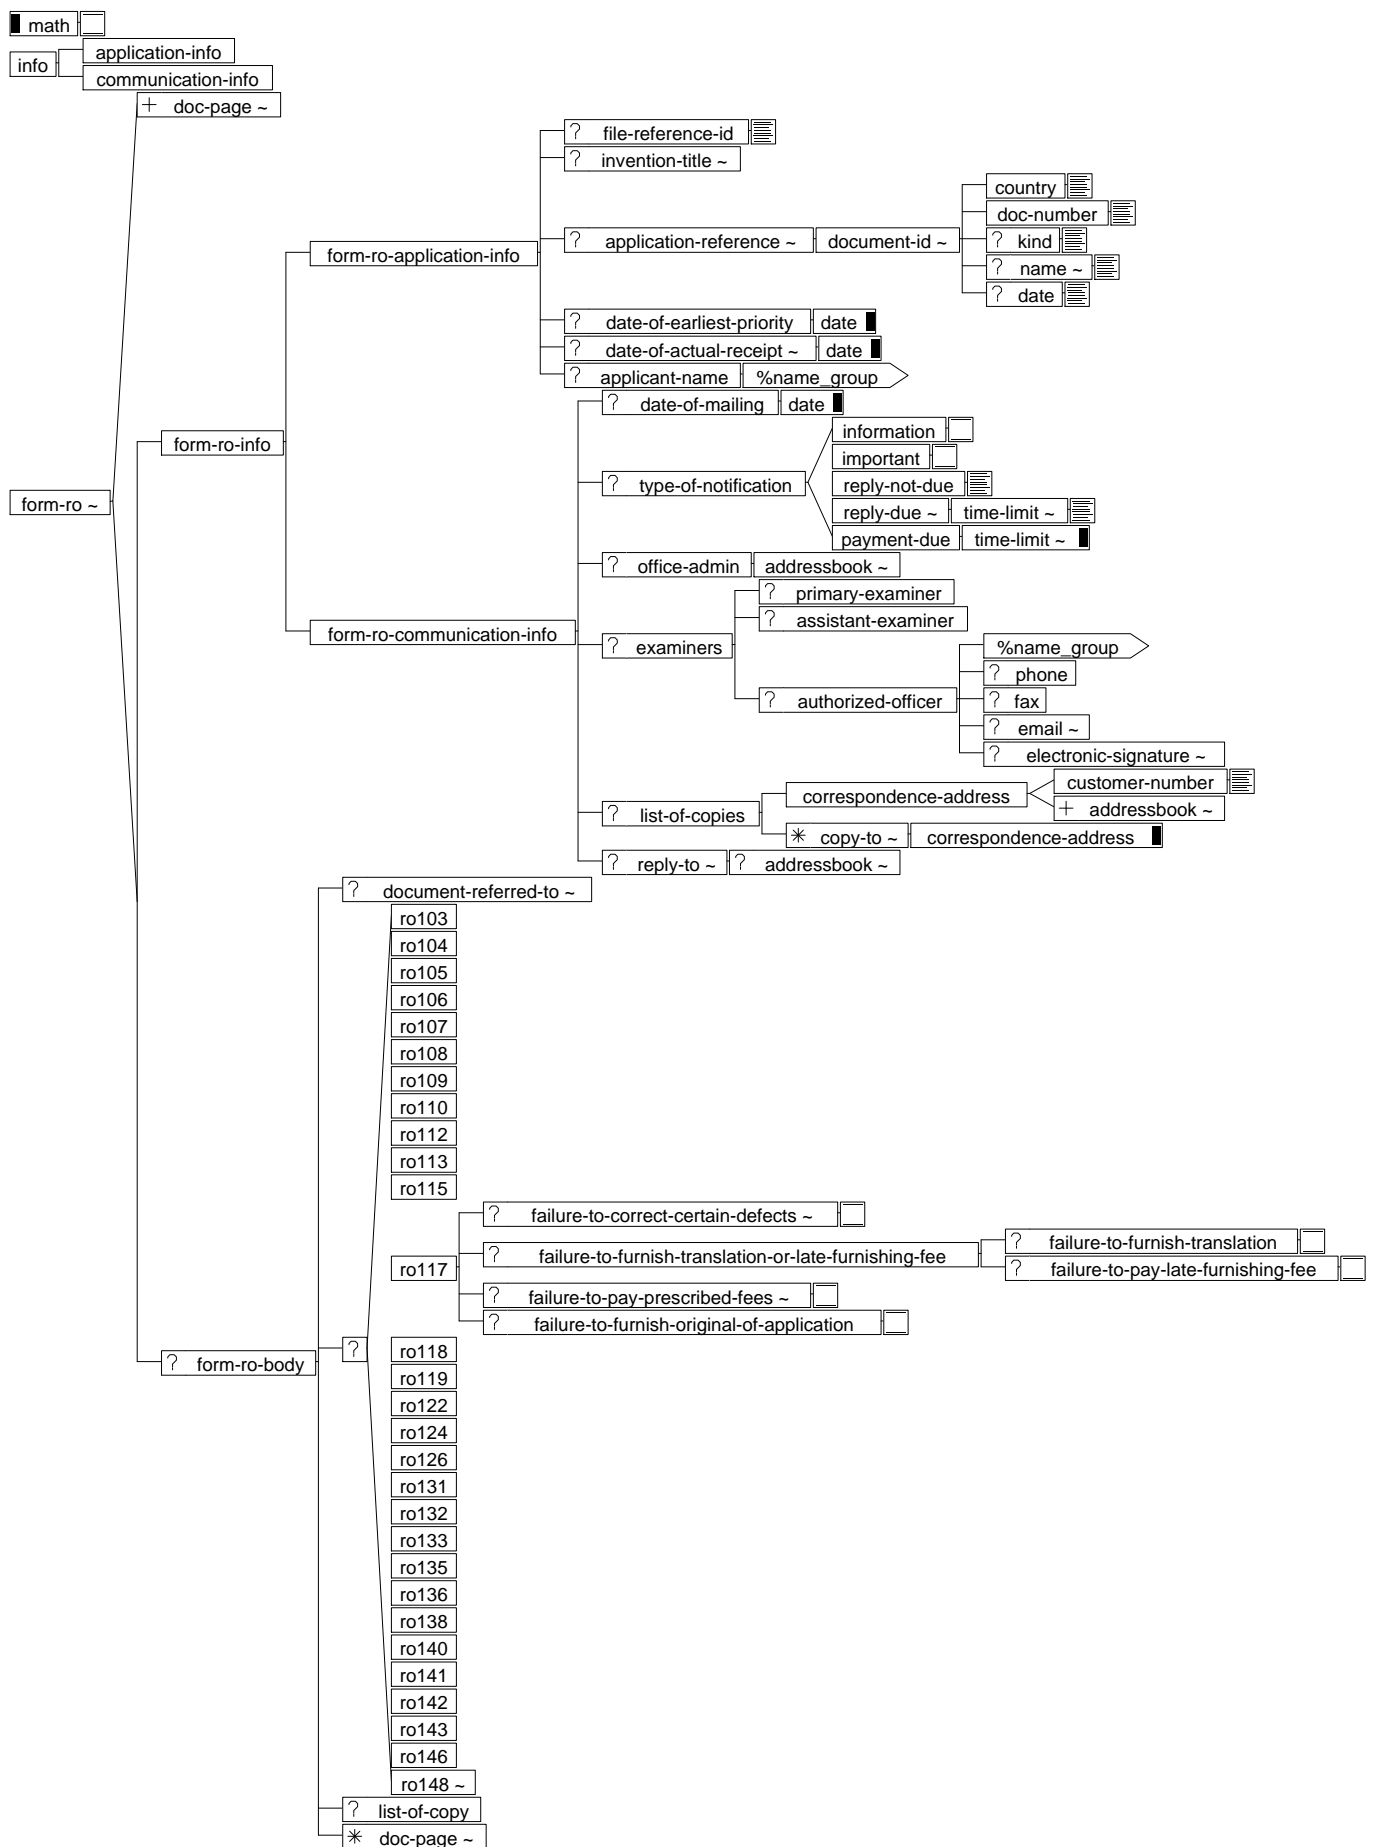 math
application-info
info
communication-info
+ doc-page ~
? file-reference-id
? invention-title ~
country
doc-number
form-ro-application-info
? application-reference ~ document-id ~
? kind
? name ~
? date
? date-of-earliest-priority date
? date-of-actual-receipt ~ date
? applicant-name %name_group
? date-of-mailing date
form-ro-info
information
important
? type-of-notification
reply-not-due
form-ro ~
reply-due ~ time-limit ~
payment-due time-limit ~
? office-admin addressbook ~
? primary-examiner
? assistant-examiner
form-ro-communication-info
? examiners
%name_group
? phone
? authorized-officer
? fax
? email ~
? electronic-signature ~
customer-number
correspondence-address
+ addressbook ~
? list-of-copies
* copy-to ~ correspondence-address
? reply-to ~ ? addressbook ~
? document-referred-to ~
ro103
ro104
ro105
ro106
ro107
ro108
ro109
ro110
ro112
ro113
ro115
? failure-to-correct-certain-defects ~
? failure-to-furnish-translation
ro117
? failure-to-furnish-translation-or-late-furnishing-fee
? failure-to-pay-late-furnishing-fee
? failure-to-pay-prescribed-fees ~
? failure-to-furnish-original-of-application
? form-ro-body
?
ro118
ro119
ro122
ro124
ro126
ro131
ro132
ro133
ro135
ro136
ro138
ro140
ro141
ro142
ro143
ro146
ro148 ~
? list-of-copy
* doc-page ~